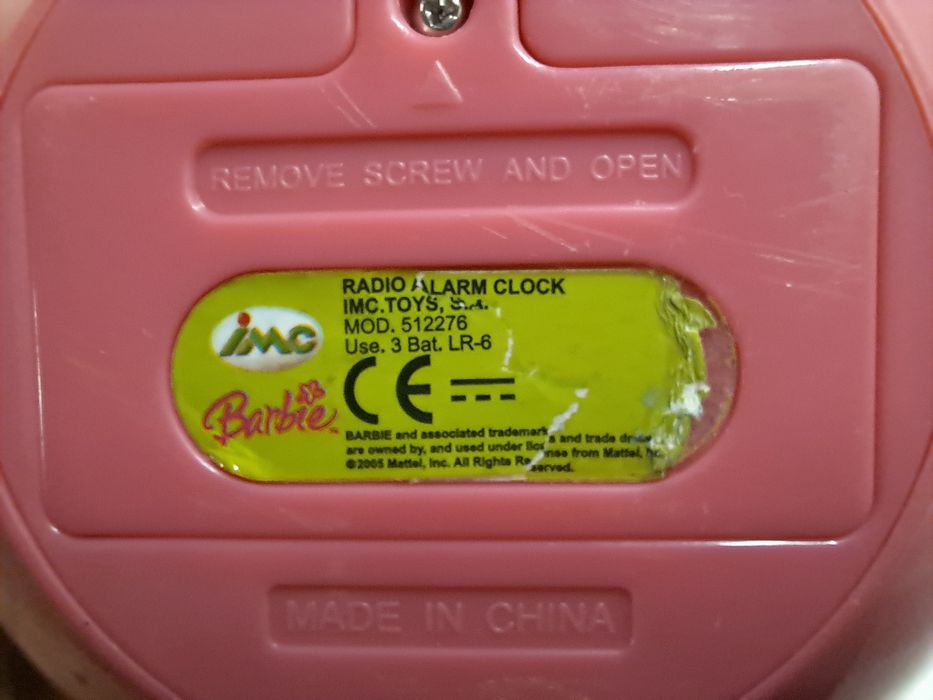 REMOVE SCREW AND OPEN
RADIO ALARM CLOCK
IMC.TOYS, S.A.
MOD. 512276
Use. 3 Bat. LR-6
imc
CE
Barbie™
BARBIE and associated trademarks and trade dress
are owned by, and used under license from Mattel, Inc.
©2005 Mattel, Inc. All Rights Reserved.
MADE IN CHINA